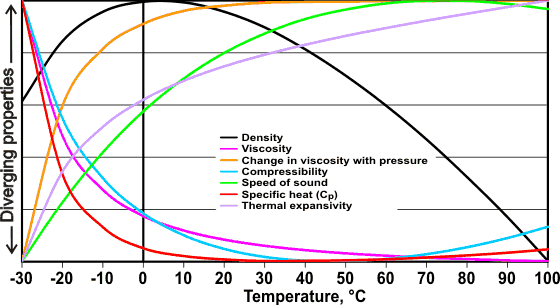 Diverging properties
Density
Viscosity
Change in viscosity with pressure
Compressibility
Speed of sound
Specific heat (Cp)
Thermal expansivity
-30 -20 -10 0 10 20 30 40 50 60 70 80 90 100
Temperature, °C